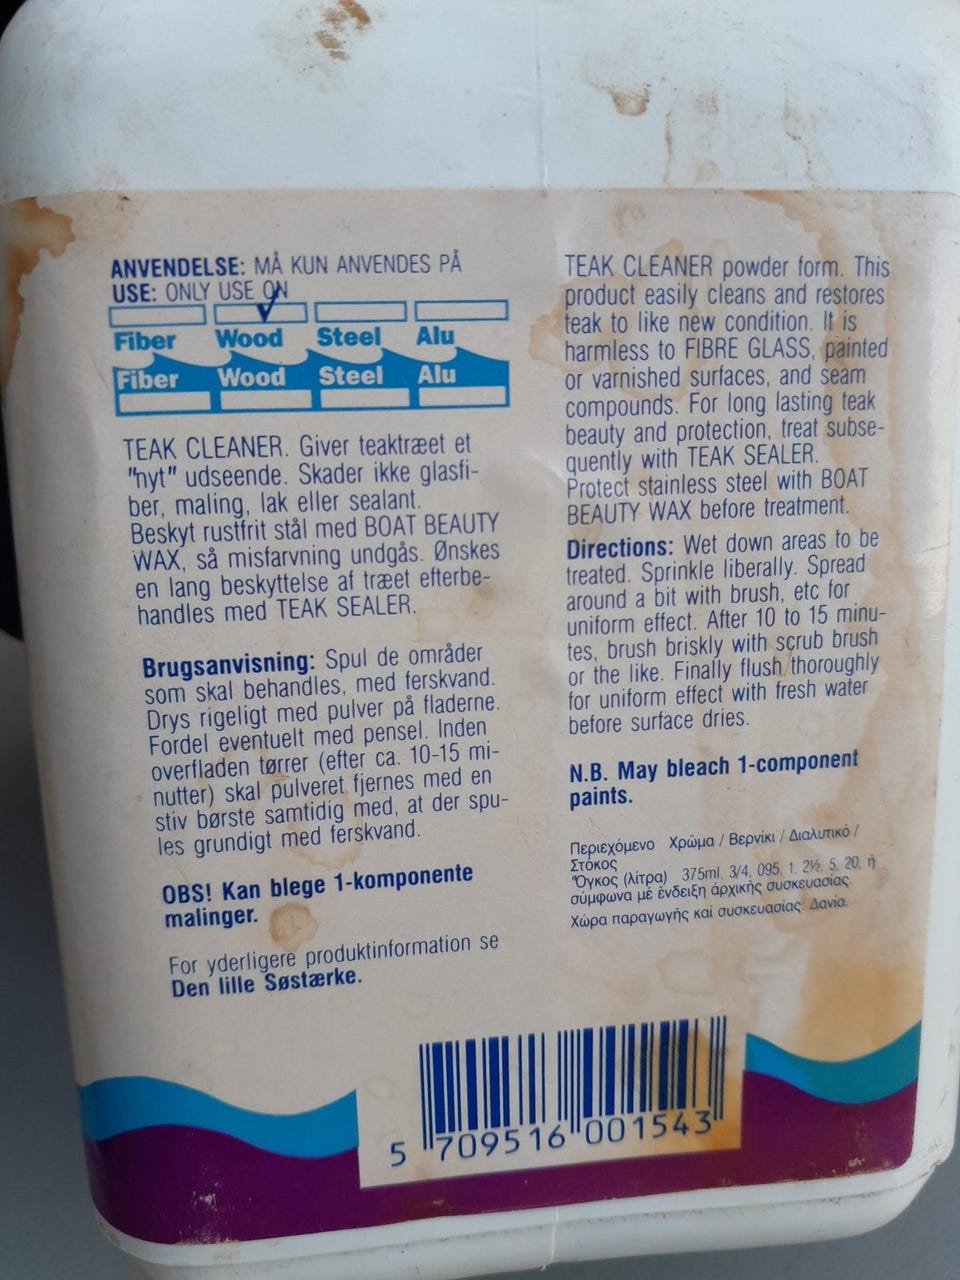 ANVENDELSE: MÅ KUN ANVENDES PÅ
USE: ONLY USE ON
Fiber Wood Steel Alu
Fiber Wood Steel Alu
TEAK CLEANER. Giver teaktræet et
"nyt" udseende. Skader ikke glasfi-
ber, maling, lak eller sealant.
Beskyt rustfrit stål med BOAT BEAUTY
WAX, så misfarvning undgås. Ønskes
en lang beskyttelse af træet efterbe-
handles med TEAK SEALER.
Brugsanvisning: Spul de områder
som skal behandles, med ferskvand.
Drys rigeligt med pulver på fladerne.
Fordel eventuelt med pensel. Inden
overfladen tørrer (efter ca. 10-15 mi-
nutter) skal pulveret fjernes med en
stiv børste samtidig med, at der spu-
les grundigt med ferskvand.
OBS! Kan blege 1-komponente
malinger.
For yderligere produktinformation se
Den lille Søstærke.
TEAK CLEANER powder form. This
product easily cleans and restores
teak to like new condition. It is
harmless to FIBRE GLASS, painted
or varnished surfaces, and seam
compounds. For long lasting teak
beauty and protection, treat subse-
quently with TEAK SEALER.
Protect stainless steel with BOAT
BEAUTY WAX before treatment.
Directions: Wet down areas to be
treated. Sprinkle liberally. Spread
around a bit with brush, etc for
uniform effect. After 10 to 15 minu-
tes, brush briskly with scrub brush
or the like. Finally flush thoroughly
for uniform effect with fresh water
before surface dries.
N.B. May bleach 1-component
paints.
Περιεχόμενο Χρώμα / Βερνίκι / Διαλυτικό /
Στόκος
Όγκος (λίτρα) 375ml, 3/4, 095, 1, 2½, 5, 20, ή
σύμφωνα μέ ένδειξη άρχικής συσκευασίας.
Χώρα παραγωγής καί συσκευασίας: Δανία.
5 709516 001543